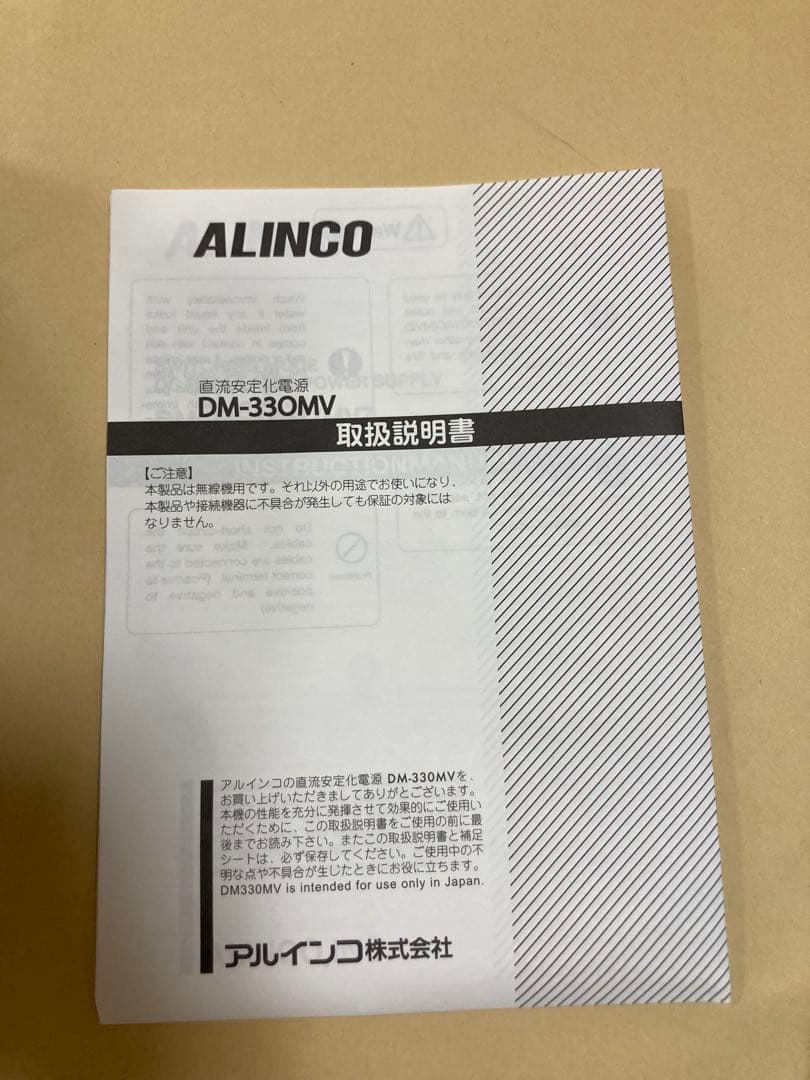 ALINCO
直流安定化電源
DM-330MV
取扱説明書
【ご注意】
本製品は無線機用です。それ以外の用途でお使いになり、
本製品や接続機器に不具合が発生しても保証の対象には
なりません。
アルインコの直流安定化電源 DM-330MVを、
お買い上げいただきましてありがとございます。
本機の性能を充分に発揮させて効果的にご使用い
ただくために、この取扱説明書をご使用の前に最
後までお読み下さい。またこの取扱説明書と補足
シートは、必ず保存してください。ご使用中の不
明な点や不具合が生じたときにお役に立ちます。
DM330MV is intended for use only in Japan.
アルインコ株式会社